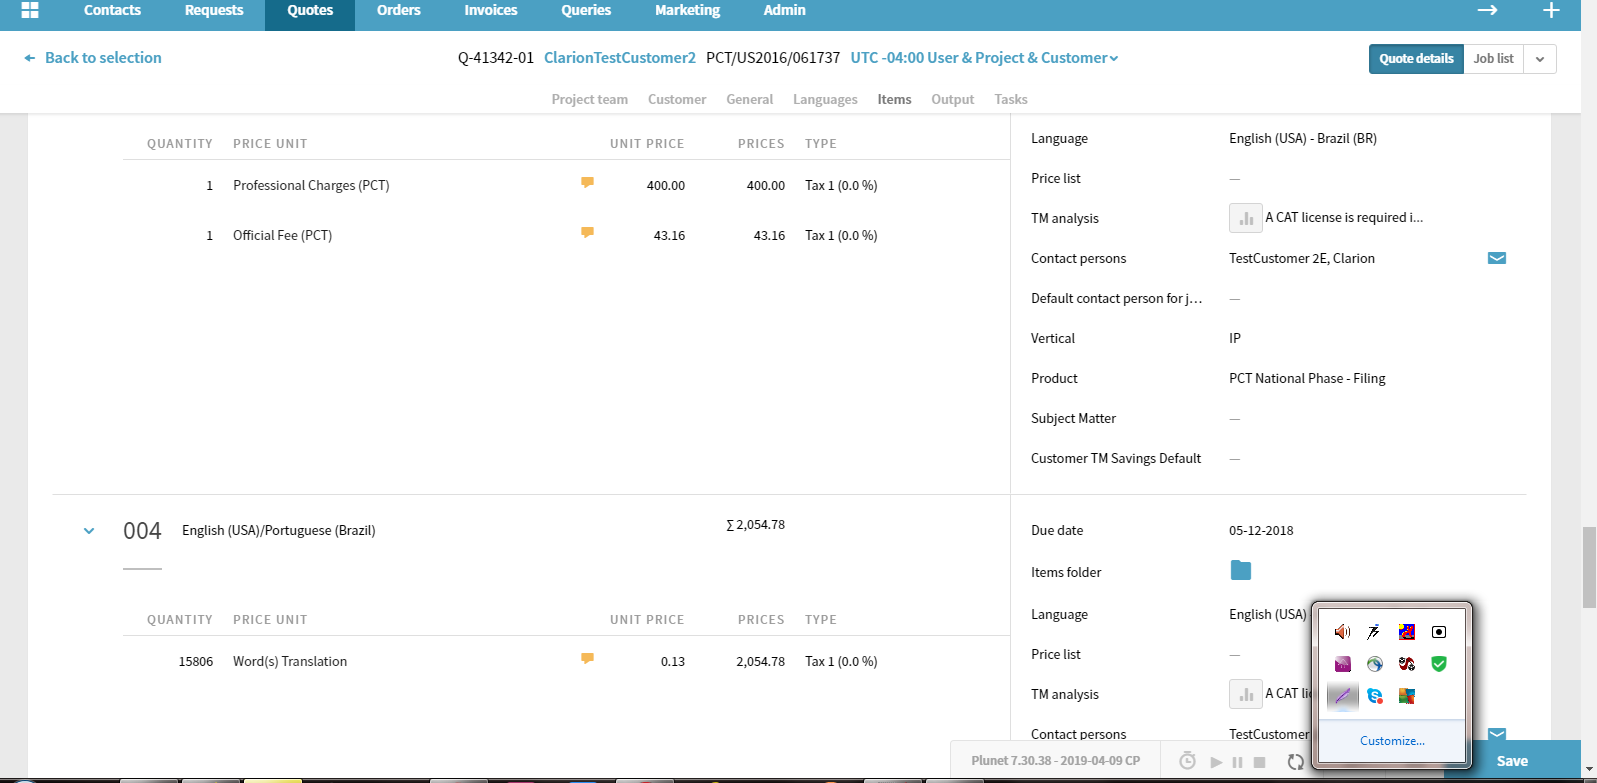 Contacts Requests Quotes Orders Invoices Queries Marketing Admin
Back to selection Q-41342-01 ClarionTestCustomer2 PCT/US2016/061737 UTC -04:00 User & Project & Customer Quote details Job list
Project team Customer General Languages Items Output Tasks
QUANTITY PRICE UNIT UNIT PRICE PRICES TYPE
1 Professional Charges (PCT) 400.00 400.00 Tax 1 (0.0 %)
1 Official Fee (PCT) 43.16 43.16 Tax 1 (0.0 %)
Language English (USA) - Brazil (BR)
Price list —
TM analysis A CAT license is required i...
Contact persons TestCustomer 2E, Clarion
Default contact person for j... —
Vertical IP
Product PCT National Phase - Filing
Subject Matter —
Customer TM Savings Default —
004 English (USA)/Portuguese (Brazil) ∑ 2,054.78
QUANTITY PRICE UNIT UNIT PRICE PRICES TYPE
15806 Word(s) Translation 0.13 2,054.78 Tax 1 (0.0 %)
Due date 05-12-2018
Items folder
Language English (USA)
Price list —
TM analysis A CAT lic
Contact persons TestCustomer
Customize...
Plunet 7.30.38 - 2019-04-09 CP Save